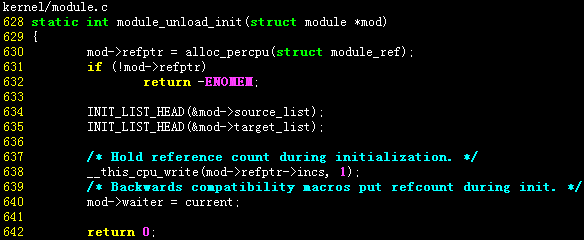 kernel/module.c
628 static int module_unload_init(struct module *mod)
629 {
630         mod->refptr = alloc_percpu(struct module_ref);
631         if (!mod->refptr)
632                 return -ENOMEM;
633
634         INIT_LIST_HEAD(&mod->source_list);
635         INIT_LIST_HEAD(&mod->target_list);
636
637         /* Hold reference count during initialization. */
638         __this_cpu_write(mod->refptr->incs, 1);
639         /* Backwards compatibility macros put refcount during init. */
640         mod->waiter = current;
641
642         return 0;